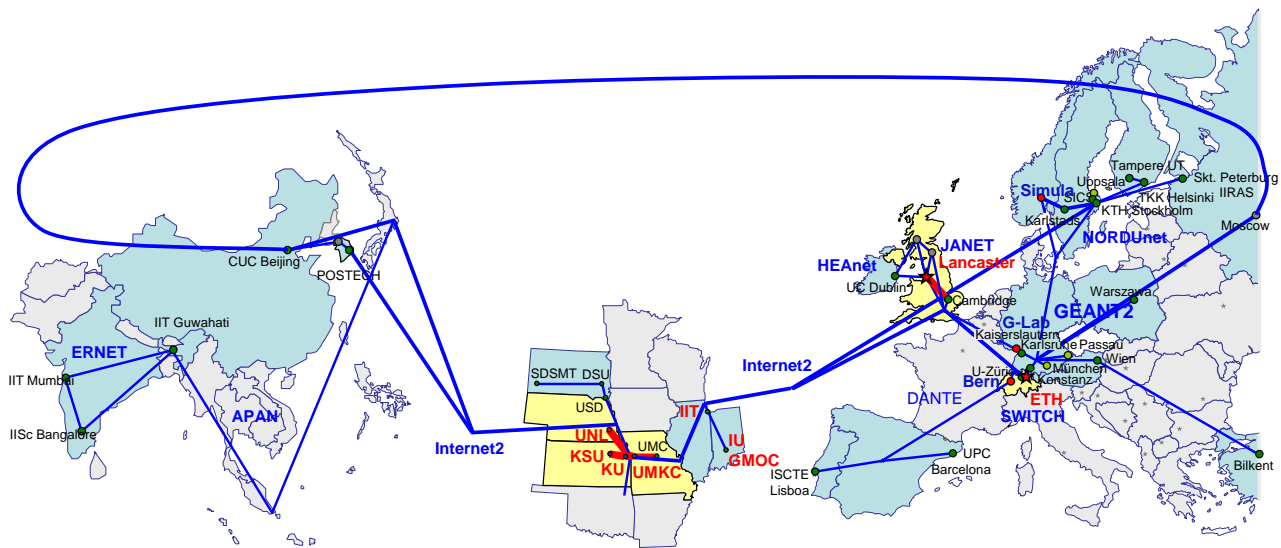 CUC Beijing
POSTECH
IIT Guwahati
ERNET
IIT Mumbai
IISc Bangalore
APAN
Internet2
SDSMT
DSU
USD
UNL
KSU
KU
UMC
UMKC
IIT
IU
GMOC
Internet2
HEAnet
UC Dublin
JANET
Lancaster
Cambridge
Simula
Uppsala
SICS
Karlstads
Tampere UT
TKK Helsinki
KTH Stockholm
Skt. Peterburg
IIRAS
Moscow
NORDUnet
Warszawa
GEANT2
G-Lab
Kaiserslautern
Karlsruhe
Passau
Wien
München
Konstanz
U-Zürich
Bern
ETH
SWITCH
DANTE
UPC
Barcelona
ISCTE
Lisboa
Bilkent